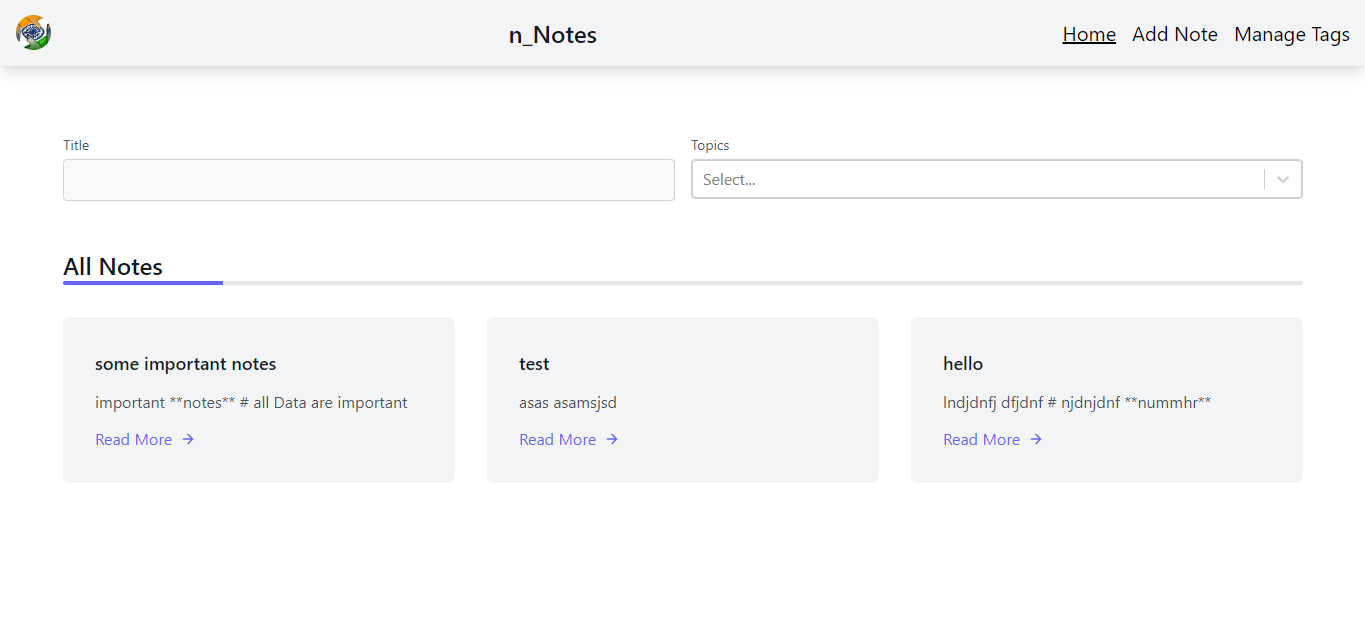 n_Notes
Home Add Note Manage Tags
Title
Topics
Select...
All Notes
some important notes
important **notes** # all Data are important
Read More →
test
asas asamsjsd
Read More →
hello
lndjdnfj dfjdnf # njdnjdnf **nummhr**
Read More →